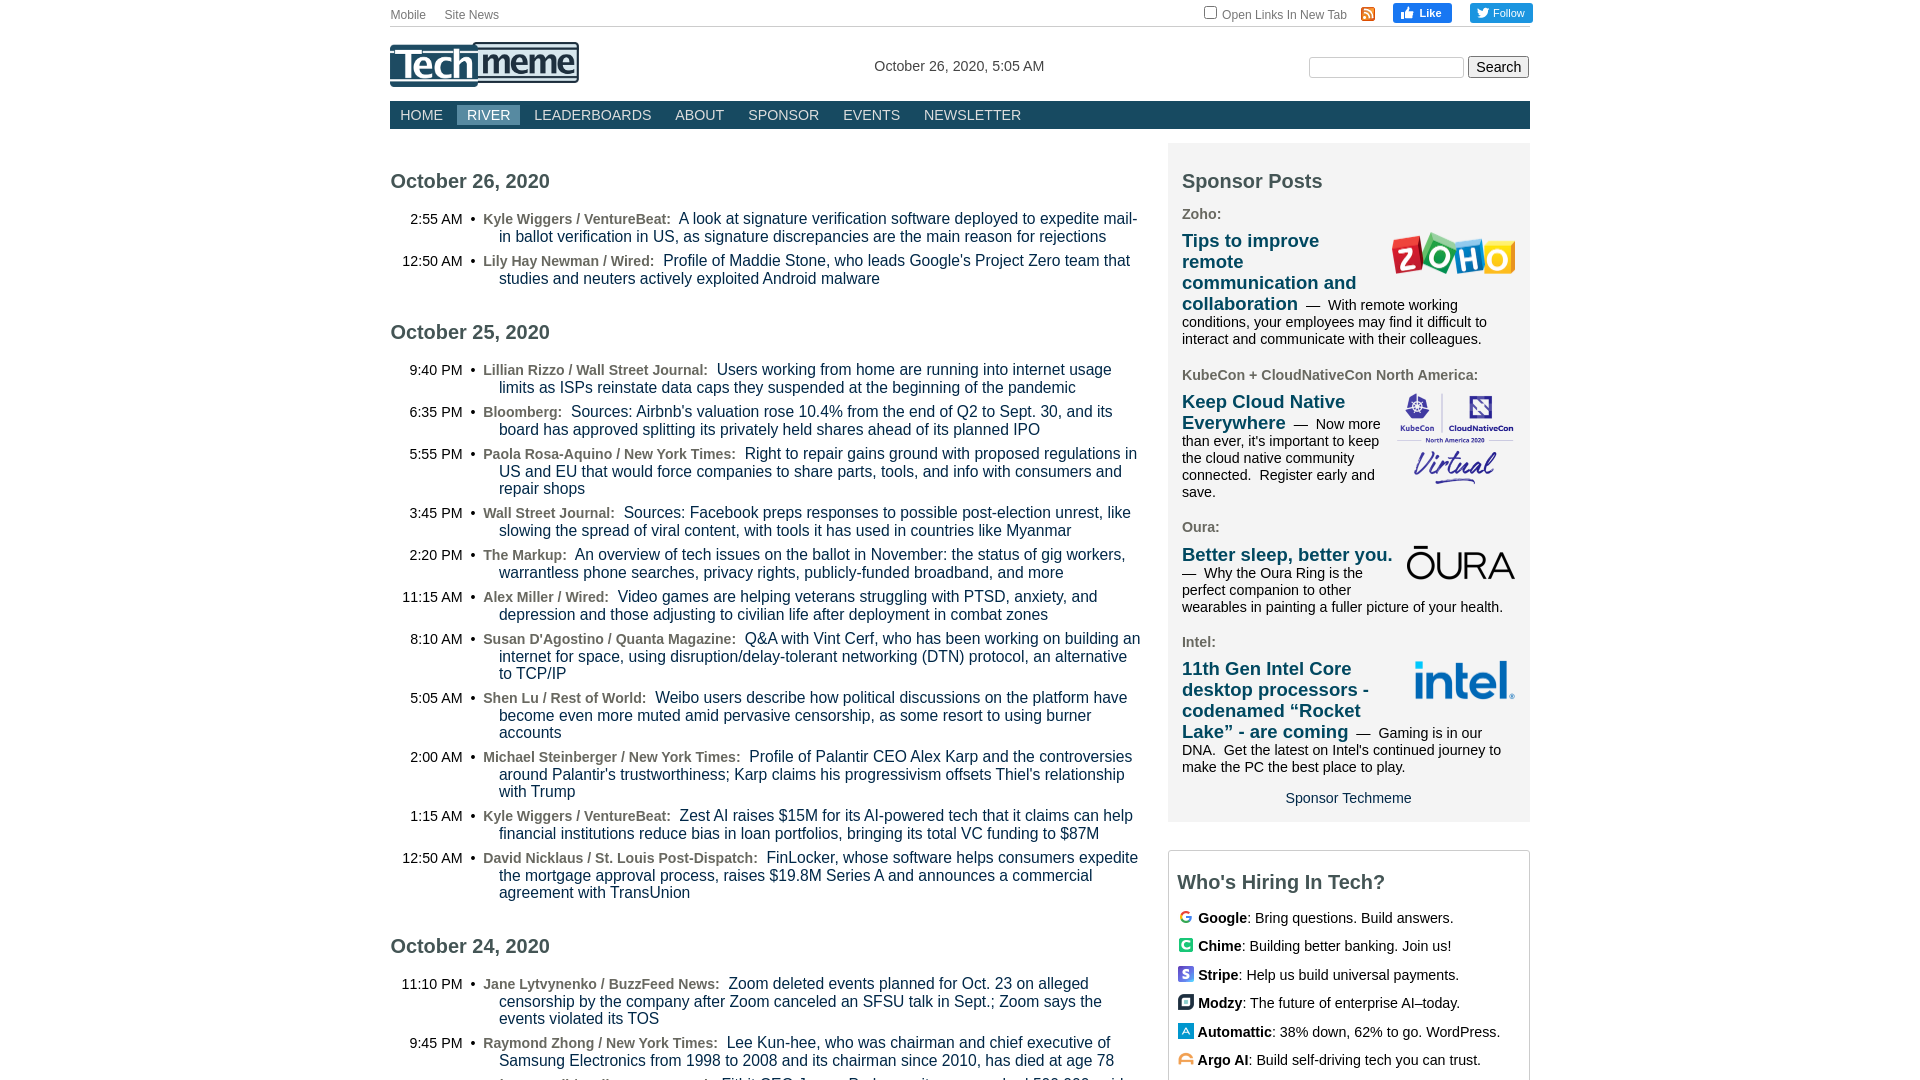 Mobile Site News Open Links In New Tab Like Follow
Techmeme October 26, 2020, 5:05 AM Search
HOME RIVER LEADERBOARDS ABOUT SPONSOR EVENTS NEWSLETTER
October 26, 2020
2:55 AM • Kyle Wiggers / VentureBeat: A look at signature verification software deployed to expedite mail-
in ballot verification in US, as signature discrepancies are the main reason for rejections
12:50 AM • Lily Hay Newman / Wired: Profile of Maddie Stone, who leads Google's Project Zero team that
studies and neuters actively exploited Android malware
October 25, 2020
9:40 PM • Lillian Rizzo / Wall Street Journal: Users working from home are running into internet usage
limits as ISPs reinstate data caps they suspended at the beginning of the pandemic
6:35 PM • Bloomberg: Sources: Airbnb's valuation rose 10.4% from the end of Q2 to Sept. 30, and its
board has approved splitting its privately held shares ahead of its planned IPO
5:55 PM • Paola Rosa-Aquino / New York Times: Right to repair gains ground with proposed regulations in
US and EU that would force companies to share parts, tools, and info with consumers and
repair shops
3:45 PM • Wall Street Journal: Sources: Facebook preps responses to possible post-election unrest, like
slowing the spread of viral content, with tools it has used in countries like Myanmar
2:20 PM • The Markup: An overview of tech issues on the ballot in November: the status of gig workers,
warrantless phone searches, privacy rights, publicly-funded broadband, and more
11:15 AM • Alex Miller / Wired: Video games are helping veterans struggling with PTSD, anxiety, and
depression and those adjusting to civilian life after deployment in combat zones
8:10 AM • Susan D'Agostino / Quanta Magazine: Q&A with Vint Cerf, who has been working on building an
internet for space, using disruption/delay-tolerant networking (DTN) protocol, an alternative
to TCP/IP
5:05 AM • Shen Lu / Rest of World: Weibo users describe how political discussions on the platform have
become even more muted amid pervasive censorship, as some resort to using burner
accounts
2:00 AM • Michael Steinberger / New York Times: Profile of Palantir CEO Alex Karp and the controversies
around Palantir's trustworthiness; Karp claims his progressivism offsets Thiel's relationship
with Trump
1:15 AM • Kyle Wiggers / VentureBeat: Zest AI raises $15M for its AI-powered tech that it claims can help
financial institutions reduce bias in loan portfolios, bringing its total VC funding to $87M
12:50 AM • David Nicklaus / St. Louis Post-Dispatch: FinLocker, whose software helps consumers expedite
the mortgage approval process, raises $19.8M Series A and announces a commercial
agreement with TransUnion
October 24, 2020
11:10 PM • Jane Lytvynenko / BuzzFeed News: Zoom deleted events planned for Oct. 23 on alleged
censorship by the company after Zoom canceled an SFSU talk in Sept.; Zoom says the
events violated its TOS
9:45 PM • Raymond Zhong / New York Times: Lee Kun-hee, who was chairman and chief executive of
Samsung Electronics from 1998 to 2008 and its chairman since 2010, has died at age 78
Sponsor Posts
Zoho:
ZOHO
Tips to improve
remote
communication and
collaboration — With remote working
conditions, your employees may find it difficult to
interact and communicate with their colleagues.
KubeCon + CloudNativeCon North America:
KubeCon CloudNativeCon
North America 2020
Virtual
Keep Cloud Native
Everywhere — Now more
than ever, it's important to keep
the cloud native community
connected. Register early and
save.
Oura:
ŌURA
Better sleep, better you.
— Why the Oura Ring is the
perfect companion to other
wearables in painting a fuller picture of your health.
Intel:
intel®
11th Gen Intel Core
desktop processors -
codenamed “Rocket
Lake” - are coming — Gaming is in our
DNA. Get the latest on Intel's continued journey to
make the PC the best place to play.
Sponsor Techmeme
Who's Hiring In Tech?
Google: Bring questions. Build answers.
Chime: Building better banking. Join us!
Stripe: Help us build universal payments.
Modzy: The future of enterprise AI–today.
Automattic: 38% down, 62% to go. WordPress.
Argo AI: Build self-driving tech you can trust.